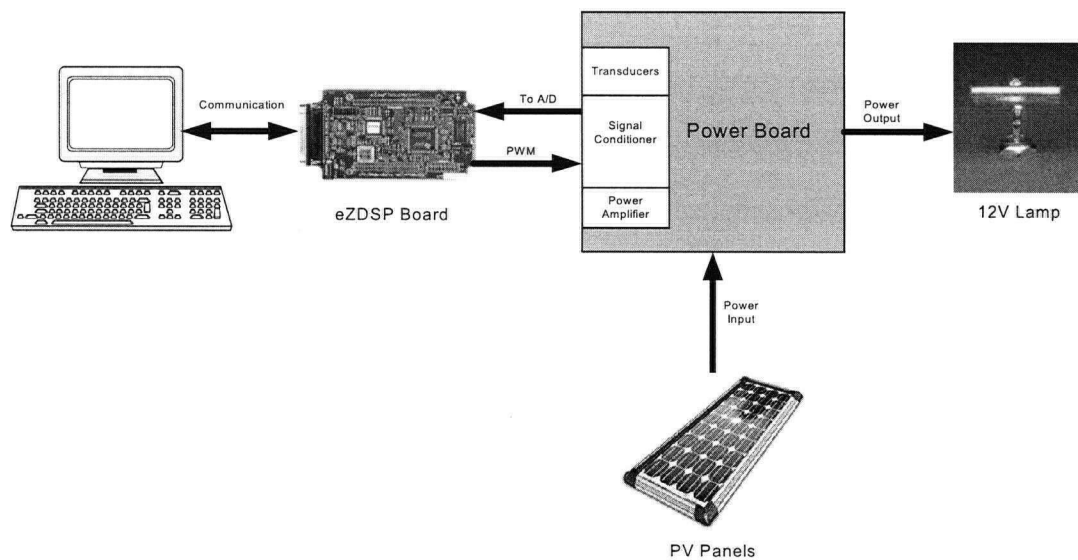 Communication
eZDSP Board
To A/D
PWM
Transducers
Signal
Conditioner
Power
Amplifier
Power Board
Power
Output
12V Lamp
Power
Input
PV Panels